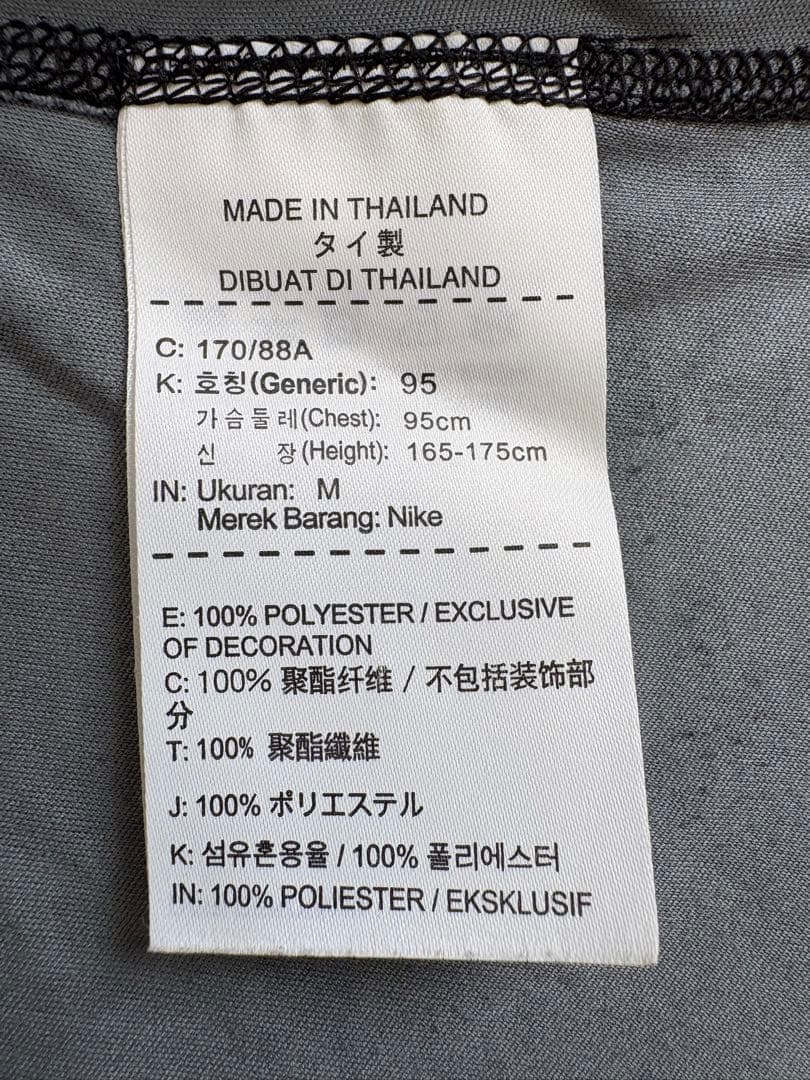 MADE IN THAILAND
タイ製
DIBUAT DI THAILAND
C: 170/88A
K: 호칭(Generic): 95
가슴둘레(Chest): 95cm
신 장(Height): 165-175cm
IN: Ukuran: M
Merek Barang: Nike
E: 100% POLYESTER / EXCLUSIVE
OF DECORATION
C: 100% 聚酯纤维 / 不包括装饰部
分
T: 100% 聚酯纖維
J: 100% ポリエステル
K: 섬유혼용율 / 100% 폴리에스터
IN: 100% POLIESTER / EKSKLUSIF